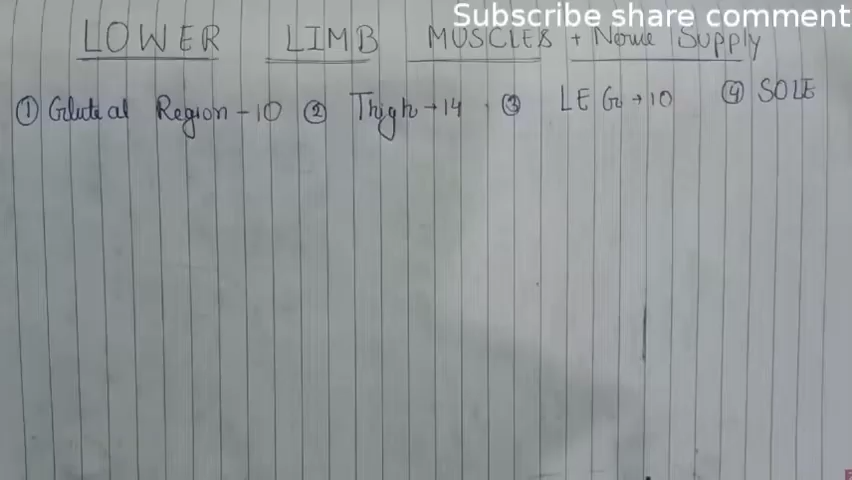 Subscribe share comment
LOWER LIMB MUSCLES + Nerve Supply
① Gluteal Region - 10 ② Thigh → 14 ③ LEG → 10 ④ SOLE